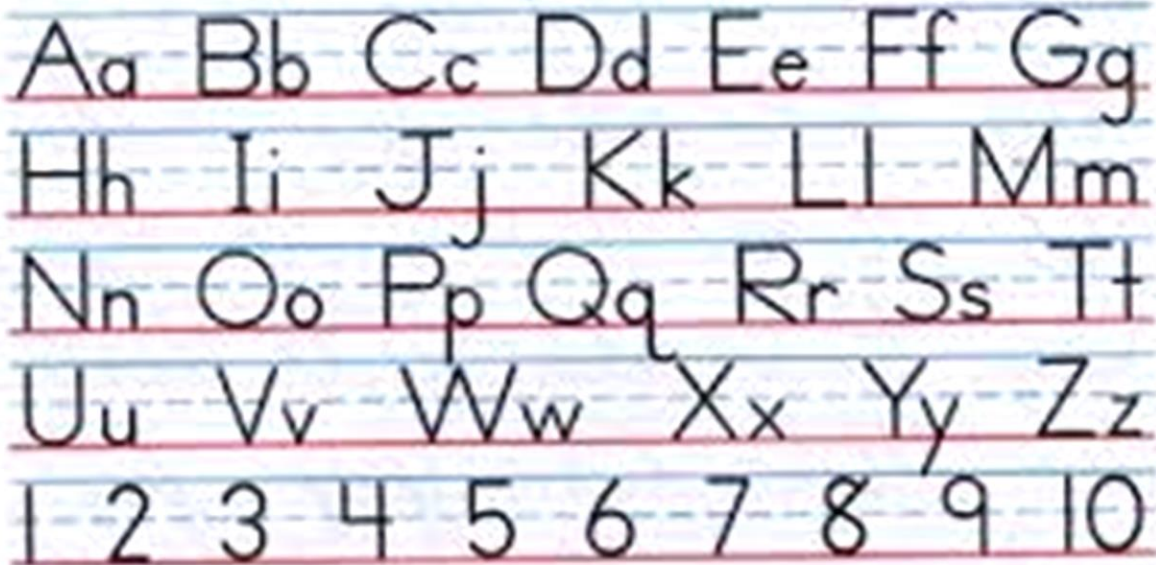 Aa Bb Cc Dd Ee Ff Gg
Hh Ii Jj Kk Ll Mm
Nn Oo Pp Qq Rr Ss Tt
Uu Vv Ww Xx Yy Zz
1 2 3 4 5 6 7 8 9 10